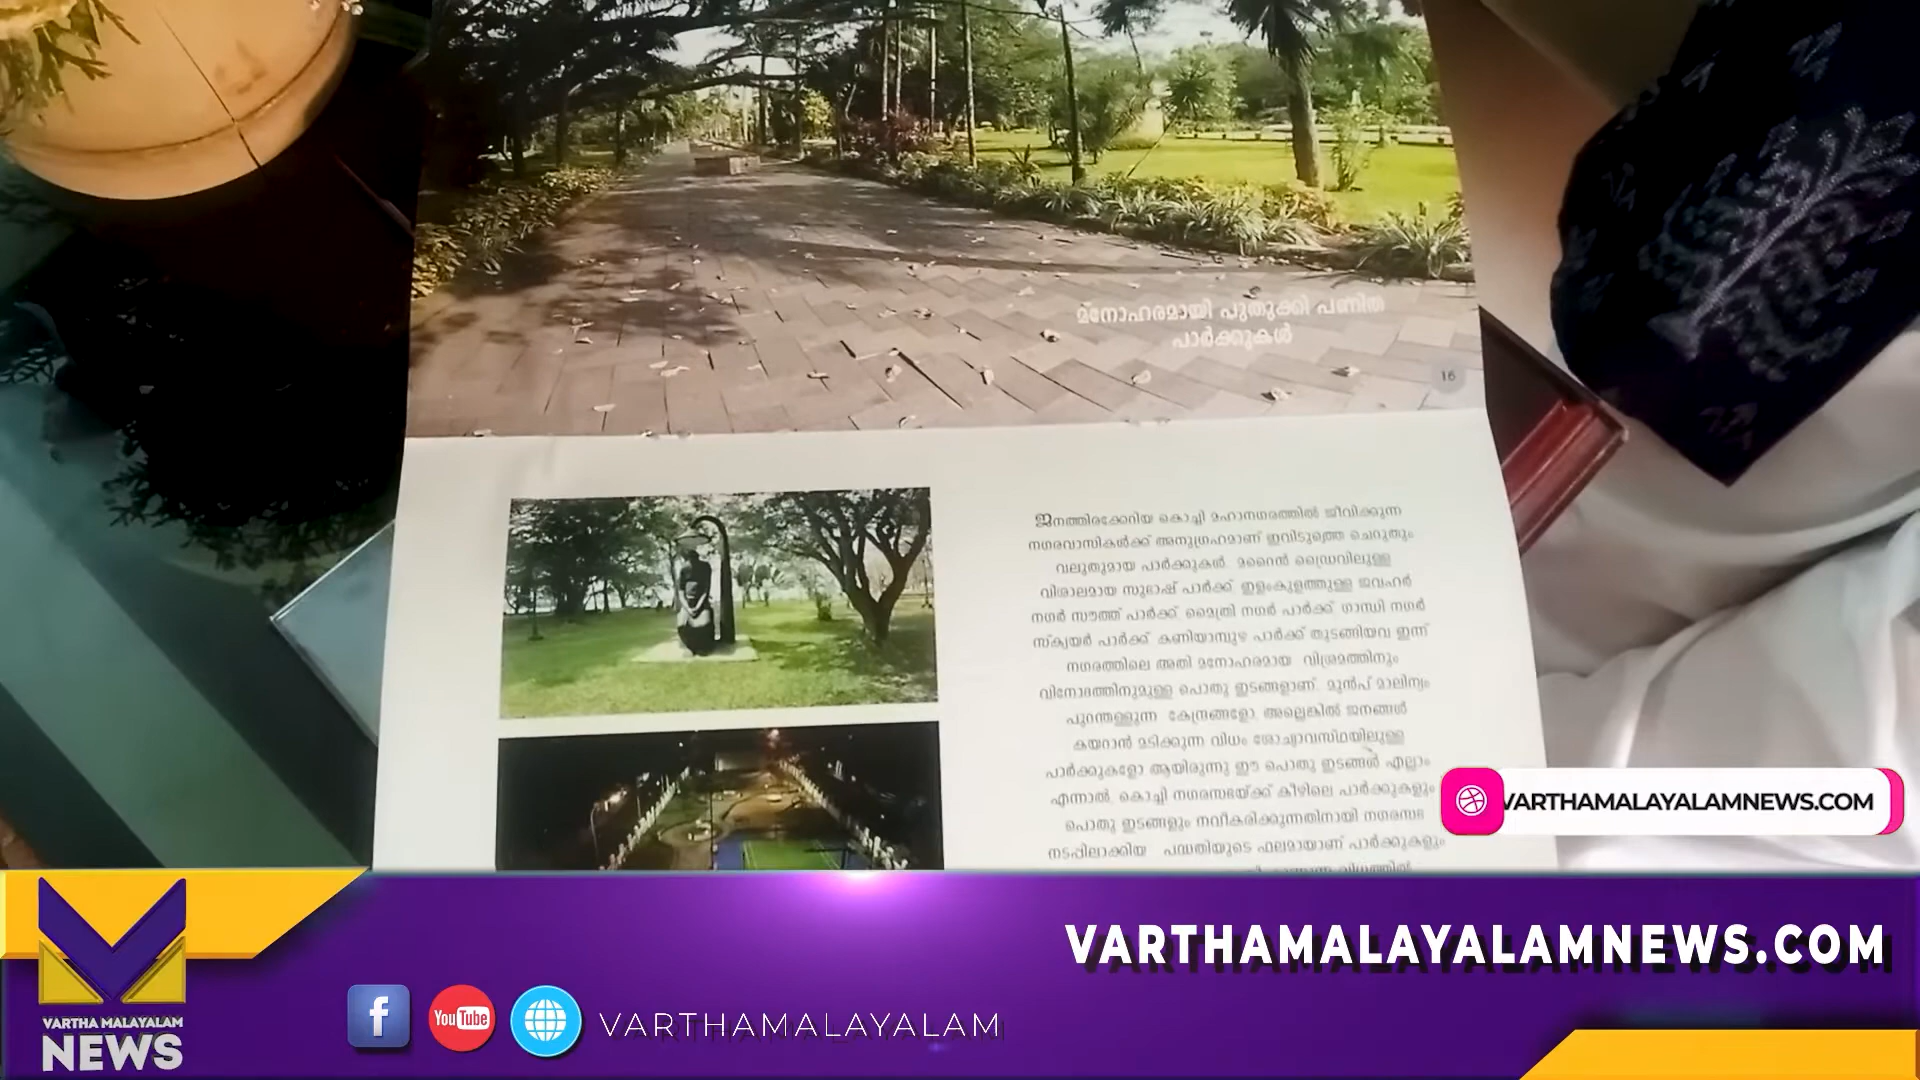 മനോഹരമായി പുതുക്കി പണിത
പാർക്കുകൾ
16
ജനത്തിരക്കേറിയ കൊച്ചി മഹാനഗരത്തിൽ ജീവിക്കുന്ന
നഗരവാസികൾക്ക് അനുഗ്രഹമാണ് ഇവിടുത്തെ ചെറുതും
വലുതുമായ പാർക്കുകൾ. മറൈൻ ഡ്രൈവിലുള്ള
വിശാലമായ സുഭാഷ് പാർക്ക് ഇളംകുളത്തുള്ള ജവഹർ
നഗർ സൗത്ത് പാർക്ക്, മൈത്രി നഗർ പാർക്ക് ഗാന്ധി നഗർ
സ്ക്വയർ പാർക്ക് കണിയാമ്പുഴ പാർക്ക് തുടങ്ങിയവ ഇന്ന്
നഗരത്തിലെ അതി മനോഹരമായ വിശ്രമത്തിനും
വിനോദത്തിനുമുള്ള പൊതു ഇടങ്ങളാണ്. മുൻപ് മാലിന്യം
പുറന്തള്ളുന്ന കേന്ദ്രങ്ങളോ, അല്ലെങ്കിൽ ജനങ്ങൾ
കയറാൻ മടിക്കുന്ന വിധം ശോച്യാവസ്ഥയിലുള്ള
പാർക്കുകളോ ആയിരുന്നു ഈ പൊതു ഇടങ്ങൾ എല്ലാം
എന്നാൽ, കൊച്ചി നഗരസഭയ്ക്ക് കീഴിലെ പാർക്കുകളും
പൊതു ഇടങ്ങളും നവീകരിക്കുന്നതിനായി നഗരസഭ
നടപ്പിലാക്കിയ പദ്ധതിയുടെ ഫലമായാണ് പാർക്കുകളും
VARTHAMALAYALAMNEWS.COM
VARTHAMALAYALAMNEWS.COM
VARTHA MALAYALAM
NEWS
f
YouTube
VARTHAMALAYALAM